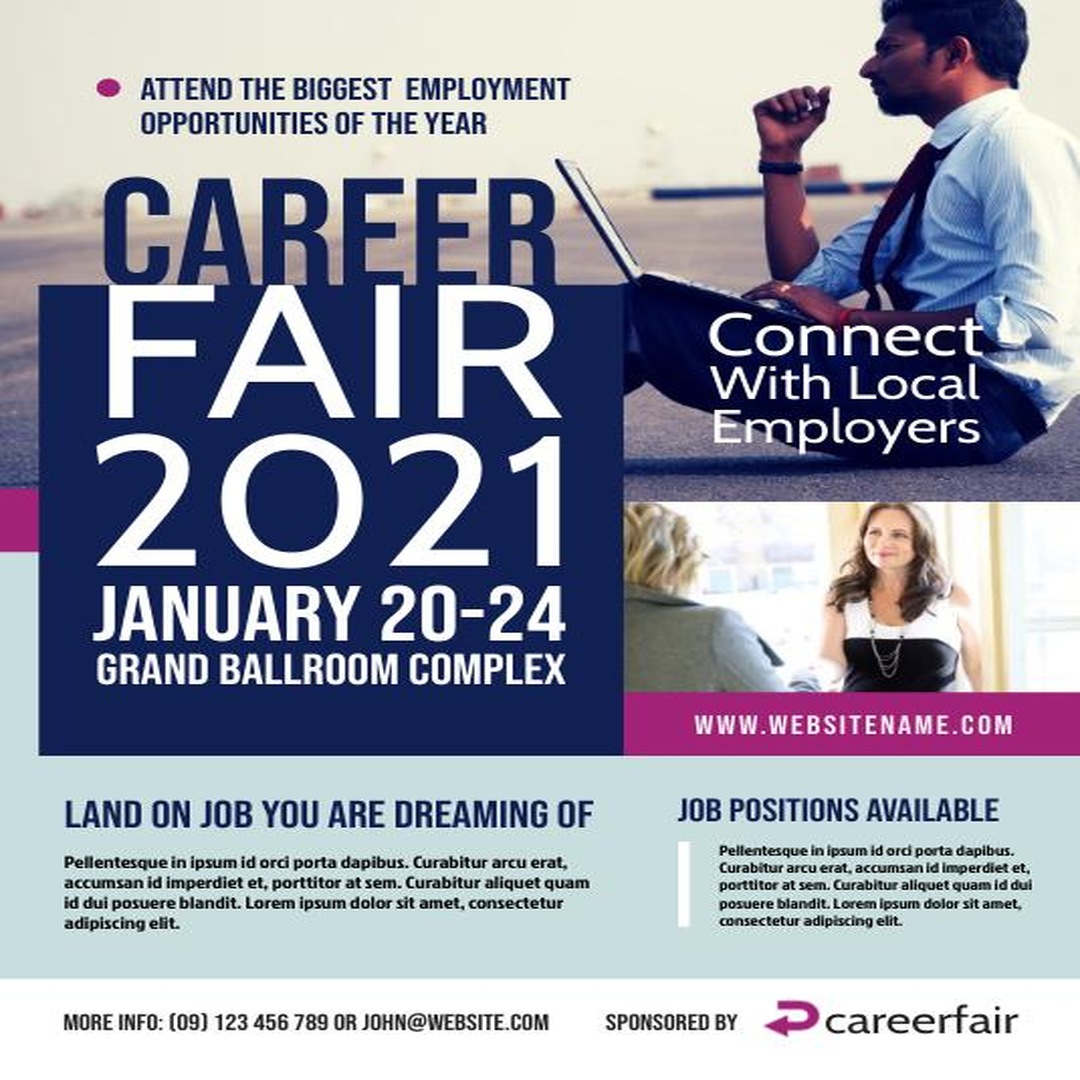 ATTEND THE BIGGEST EMPLOYMENT
OPPORTUNITIES OF THE YEAR
CAREER
FAIR
2021
JANUARY 20-24
GRAND BALLROOM COMPLEX
Connect
With Local
Employers
WWW.WEBSITENAME.COM
LAND ON JOB YOU ARE DREAMING OF
Pellentesque in ipsum id orci porta dapibus. Curabitur arcu erat,
accumsan id imperdiet et, porttitor at sem. Curabitur aliquet quam
id dui posuere blandit. Lorem ipsum dolor sit amet, consectetur
adipiscing elit.
JOB POSITIONS AVAILABLE
Pellentesque in ipsum id orci porta dapibus.
Curabitur arcu erat, accumsan id imperdiet et,
porttitor at sem. Curabitur aliquet quam id dui
posuere blandit. Lorem ipsum dolor sit amet,
consectetur adipiscing elit.
MORE INFO: (09) 123 456 789 OR JOHN@WEBSITE.COM
SPONSORED BY
careerfair